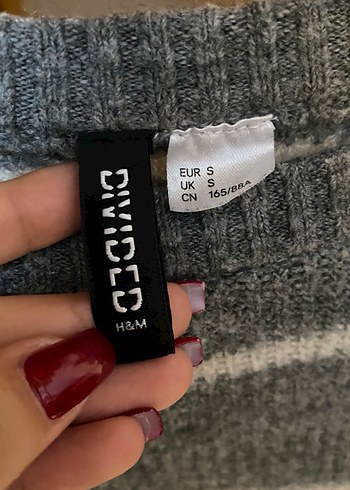 DIVIDED
H&M
EUR S
UK S
CN 165/88A